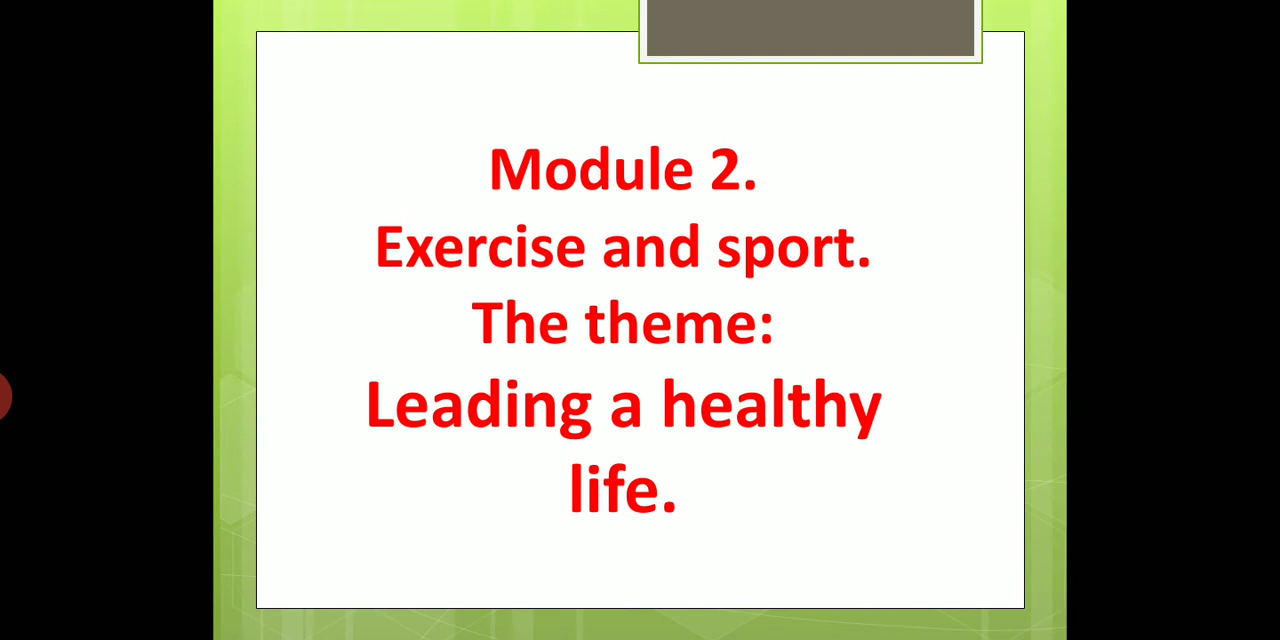 Module 2.
Exercise and sport.
The theme:
Leading a healthy
life.